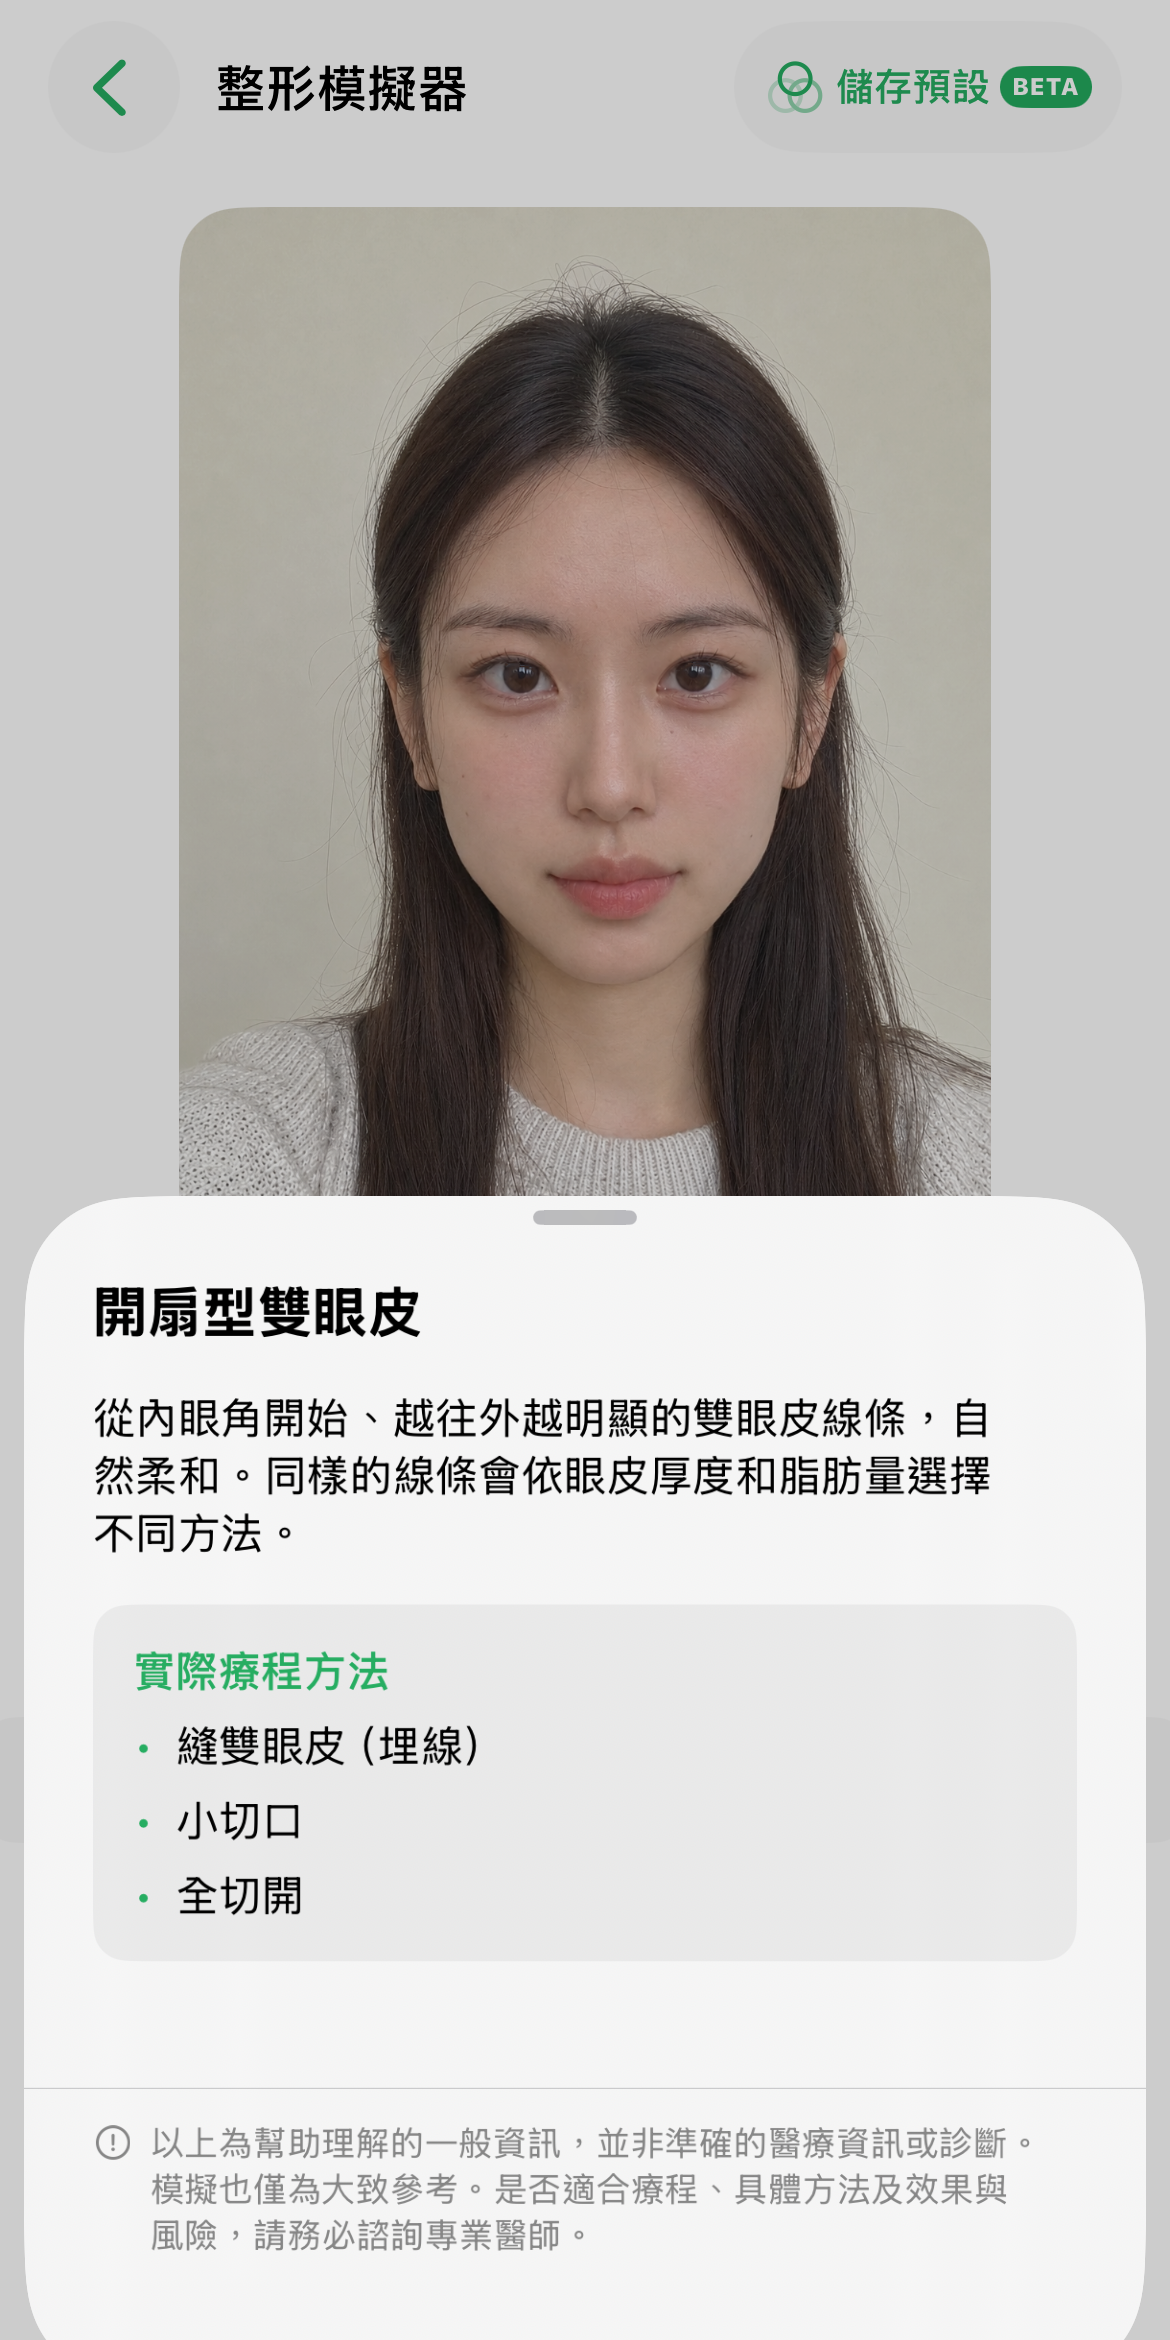 整形模擬器
儲存預設 BETA
開扇型雙眼皮
從內眼角開始、越往外越明顯的雙眼皮線條，自
然柔和。同樣的線條會依眼皮厚度和脂肪量選擇
不同方法。
實際療程方法
• 縫雙眼皮 (埋線)
• 小切口
• 全切開
以上為幫助理解的一般資訊，並非準確的醫療資訊或診斷。
模擬也僅為大致參考。是否適合療程、具體方法及效果與
風險，請務必諮詢專業醫師。